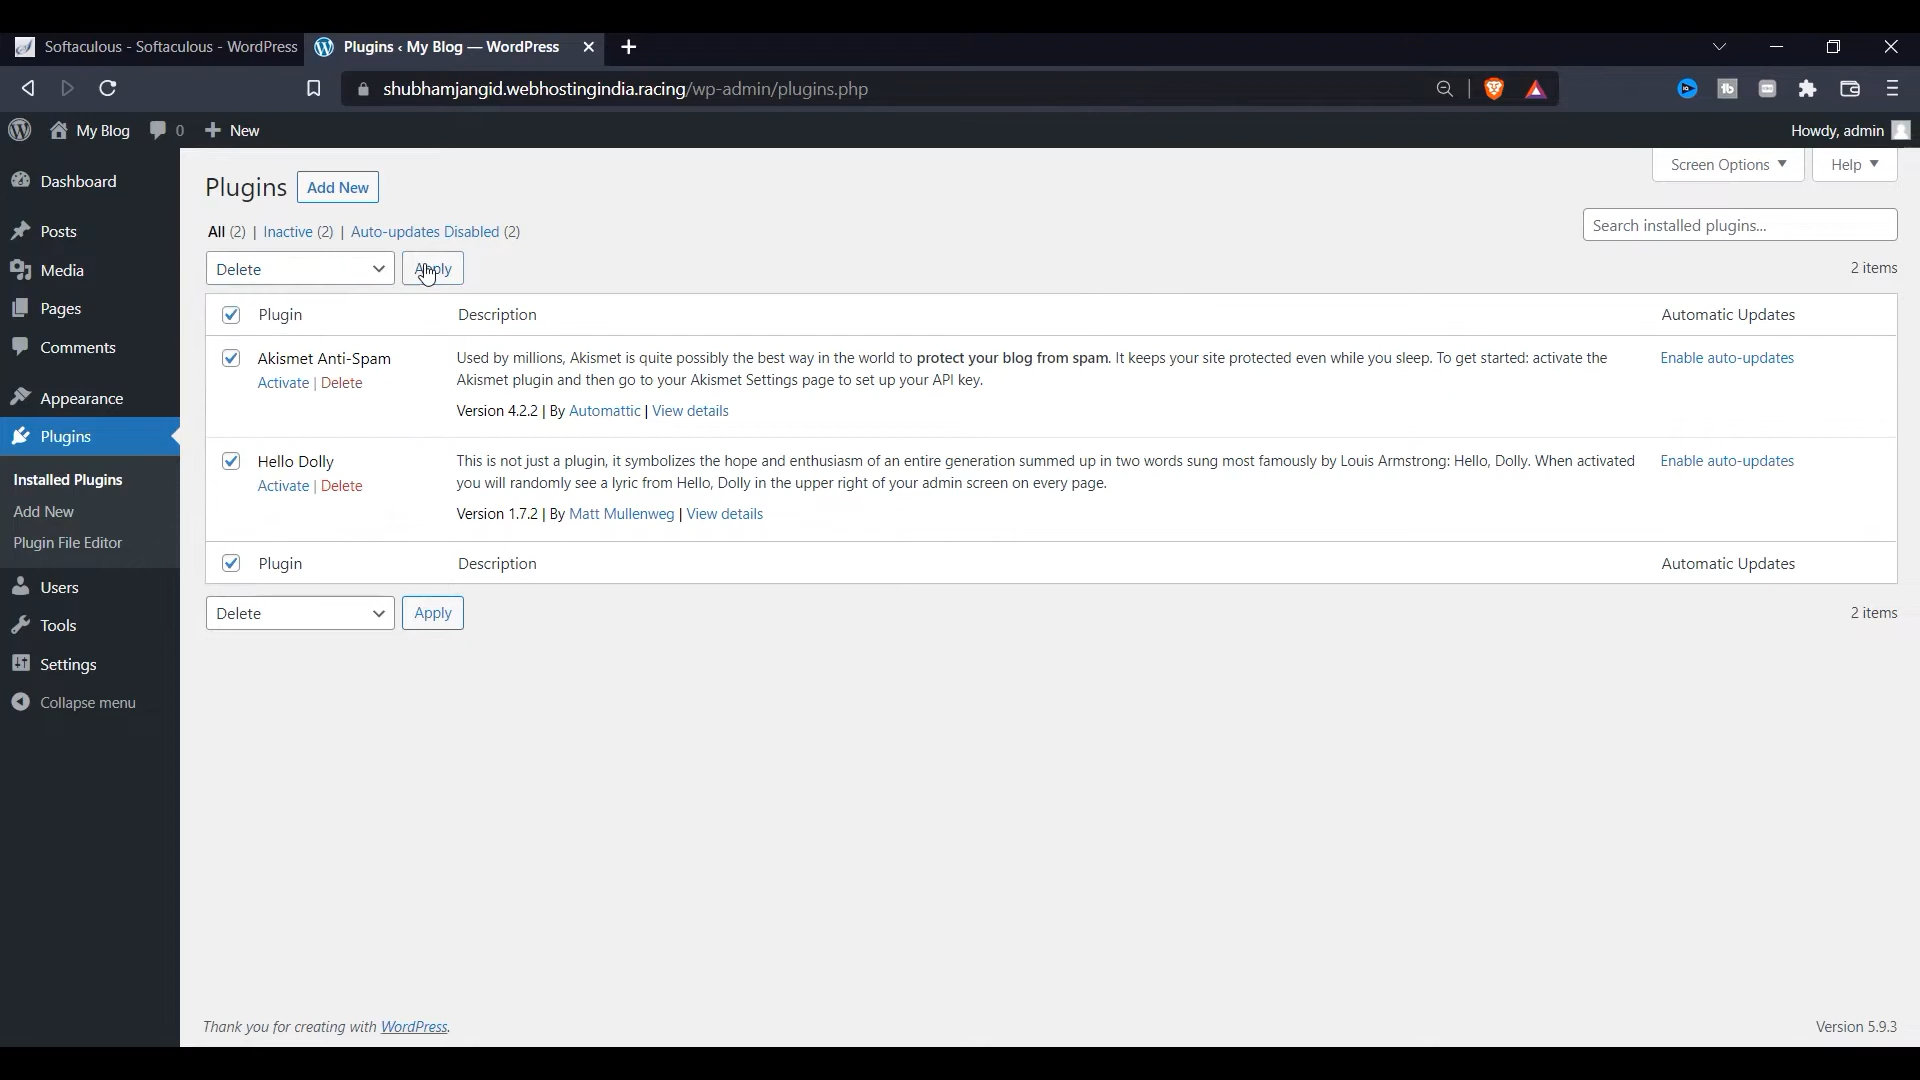 Softaculous - Softaculous - WordPress
Plugins ‹ My Blog — WordPress
shubhamjangid.webhostingindia.racing/wp-admin/plugins.php
My Blog
0
New
Howdy, admin
Dashboard
Posts
Media
Pages
Comments
Appearance
Plugins
Installed Plugins
Add New
Plugin File Editor
Users
Tools
Settings
Collapse menu
Screen Options
Help
Plugins
Add New
All (2) | Inactive (2) | Auto-updates Disabled (2)
Search installed plugins...
Delete
Apply
2 items
Plugin
Description
Automatic Updates
Akismet Anti-Spam
Activate | Delete
Used by millions, Akismet is quite possibly the best way in the world to protect your blog from spam. It keeps your site protected even while you sleep. To get started: activate the
Akismet plugin and then go to your Akismet Settings page to set up your API key.
Version 4.2.2 | By Automattic | View details
Enable auto-updates
Hello Dolly
Activate | Delete
This is not just a plugin, it symbolizes the hope and enthusiasm of an entire generation summed up in two words sung most famously by Louis Armstrong: Hello, Dolly. When activated
you will randomly see a lyric from Hello, Dolly in the upper right of your admin screen on every page.
Version 1.7.2 | By Matt Mullenweg | View details
Enable auto-updates
Plugin
Description
Automatic Updates
Delete
Apply
2 items
Thank you for creating with WordPress.
Version 5.9.3